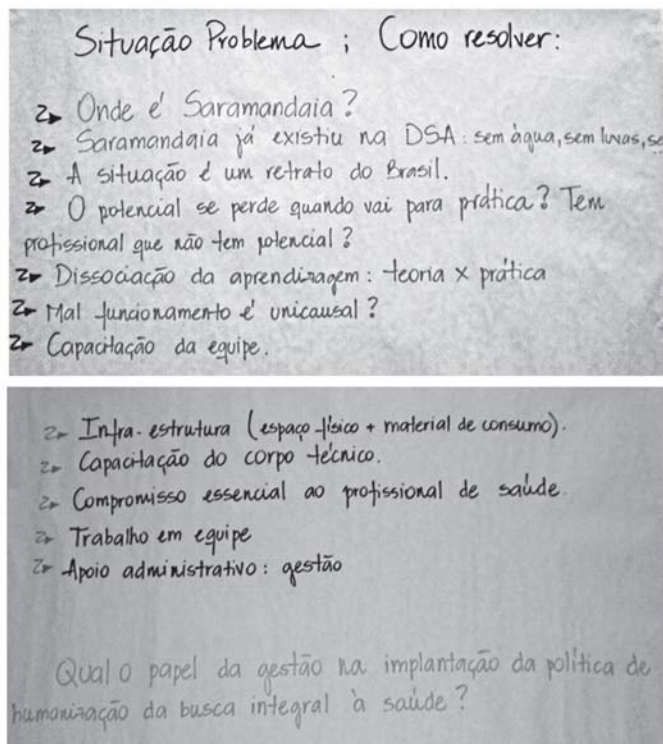 Situação Problema ; Como resolver:
Onde é Saramandaia?
Saramandaia já existiu na DSA: sem água, sem luvas, se
A situação é um retrato do Brasil.
O potencial se perde quando vai para prática? Tem
profissional que não tem potencial?
Dissociação da aprendizagem: teoria x prática
Mal funcionamento é unicausal?
Capacitação da equipe.
Infra-estrutura (espaço físico + material de consumo).
Capacitação do corpo técnico.
Compromisso essencial ao profissional de saúde.
Trabalho em equipe
Apoio administrativo: gestão
Qual o papel da gestão na implantação da política de
humanização da busca integral à saúde?